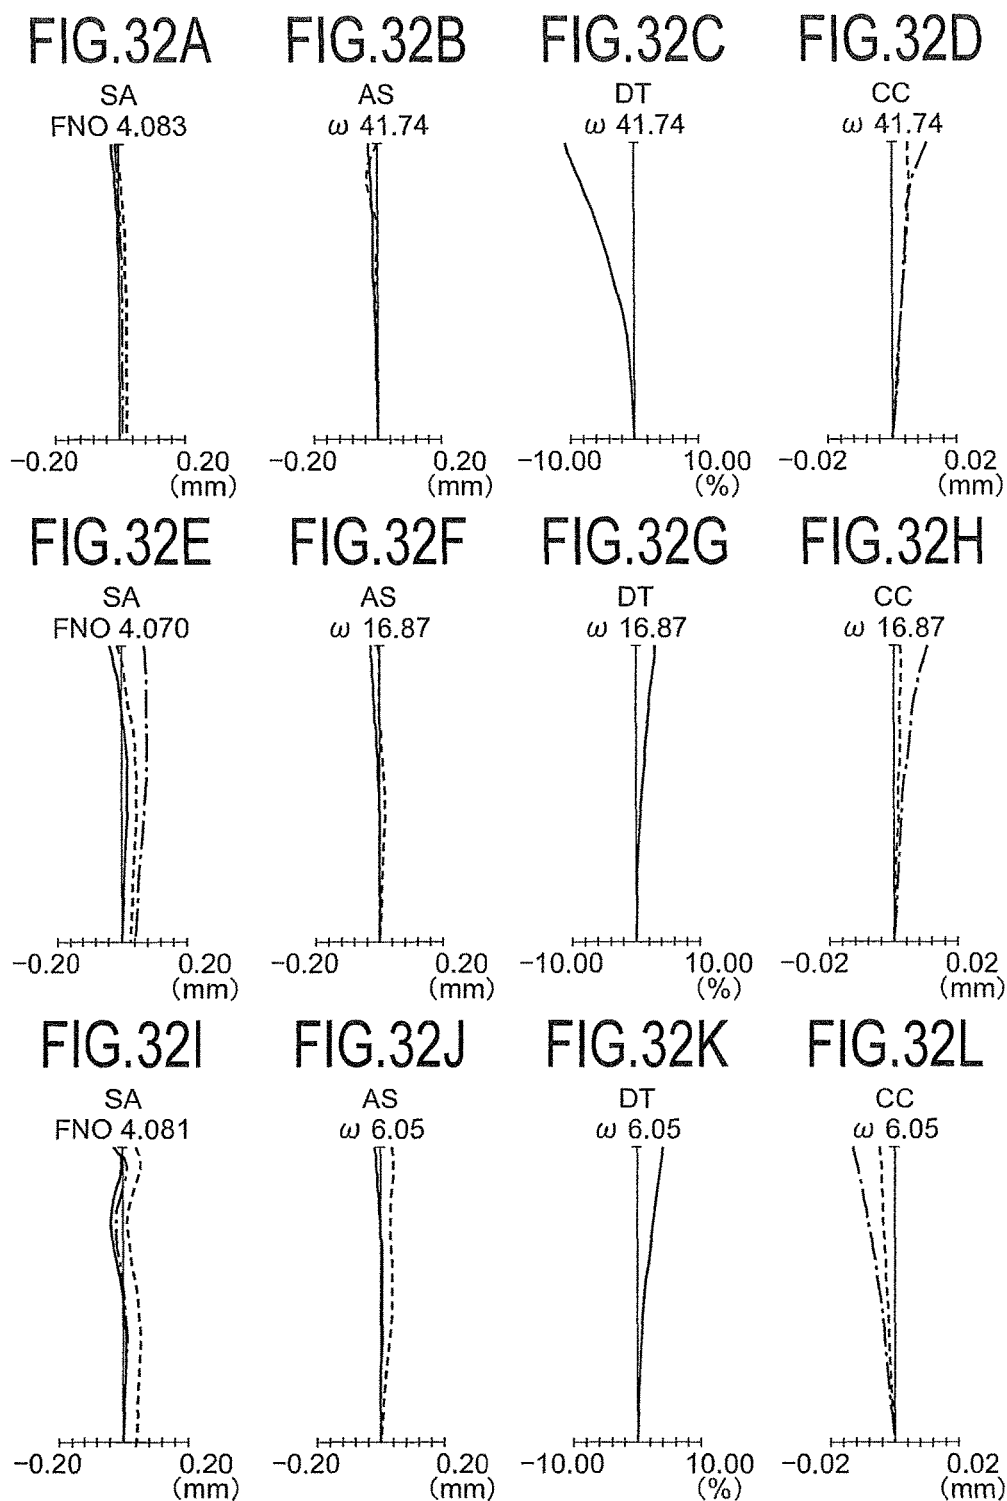 FIG.32A FIG.32B FIG.32C FIG.32D
SA AS DT CC
FNO 4.083 ω 41.74 ω 41.74 ω 41.74
−0.20 0.20 −0.20 0.20 −10.00 10.00 −0.02 0.02
(mm) (mm) (%) (mm)
FIG.32E FIG.32F FIG.32G FIG.32H
SA AS DT CC
FNO 4.070 ω 16.87 ω 16.87 ω 16.87
−0.20 0.20 −0.20 0.20 −10.00 10.00 −0.02 0.02
(mm) (mm) (%) (mm)
FIG.32I FIG.32J FIG.32K FIG.32L
SA AS DT CC
FNO 4.081 ω 6.05 ω 6.05 ω 6.05
−0.20 0.20 −0.20 0.20 −10.00 10.00 −0.02 0.02
(mm) (mm) (%) (mm)